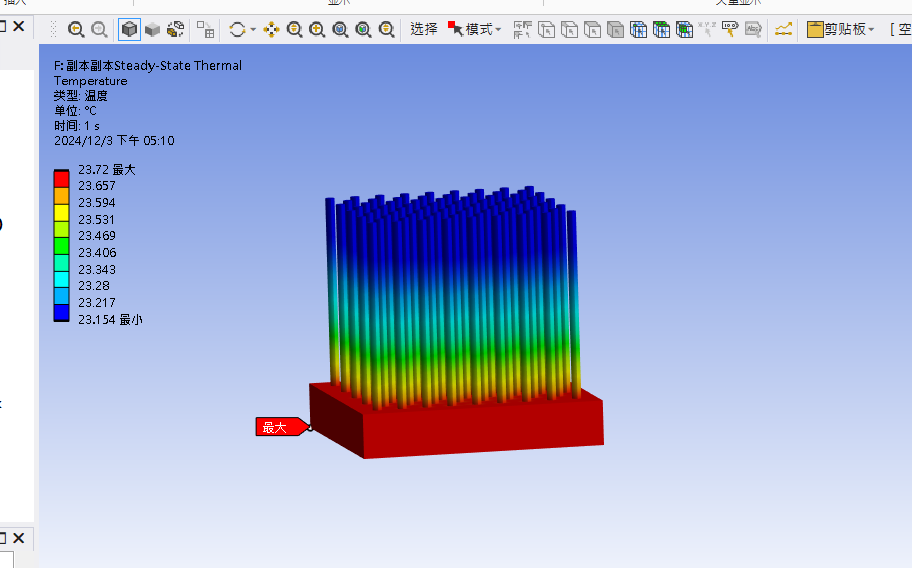 选择 模式 剪贴板 [ 空
F: 副本副本Steady-State Thermal
Temperature
类型: 温度
单位: °C
时间: 1 s
2024/12/3 下午 05:10
23.72 最大
23.657
23.594
23.531
23.469
23.406
23.343
23.28
23.217
23.154 最小
最大